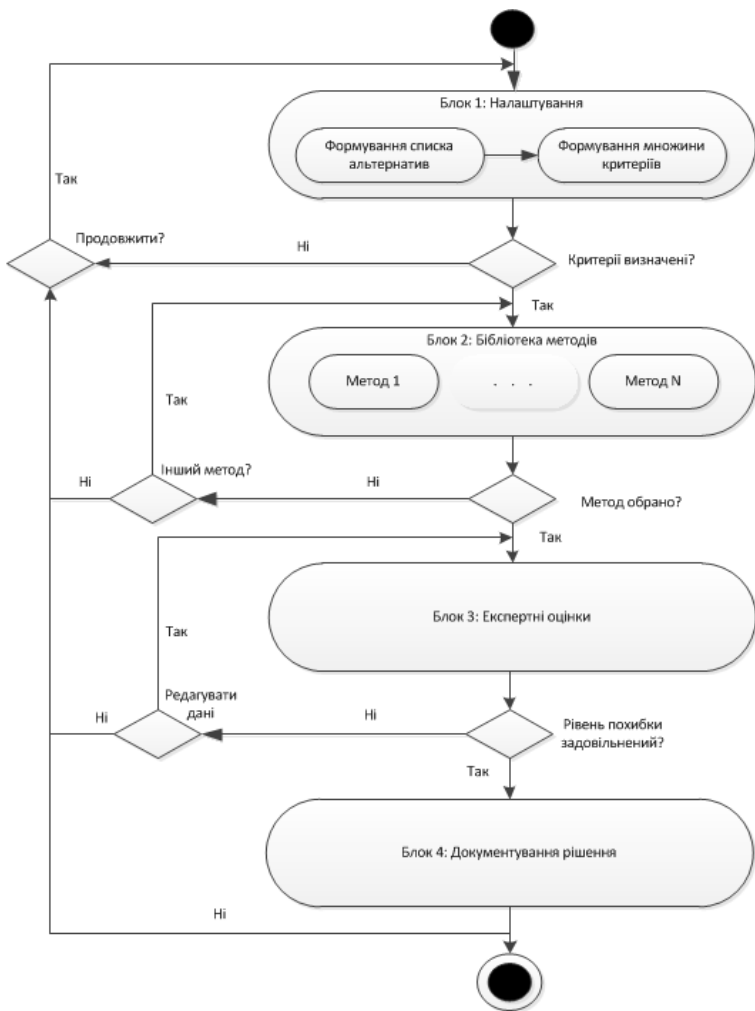 Блок 1: Налаштування
Формування списка
альтернатив
Формування множини
критеріїв
Так
Продовжити?
Ні
Критерії визначені?
Так
Блок 2: Бібліотека методів
Метод 1
. . .
Метод N
Так
Інший метод?
Ні
Ні
Метод обрано?
Так
Блок 3: Експертні оцінки
Так
Редагувати
дані
Ні
Ні
Рівень похибки
задовільнений?
Так
Блок 4: Документування рішення
Ні